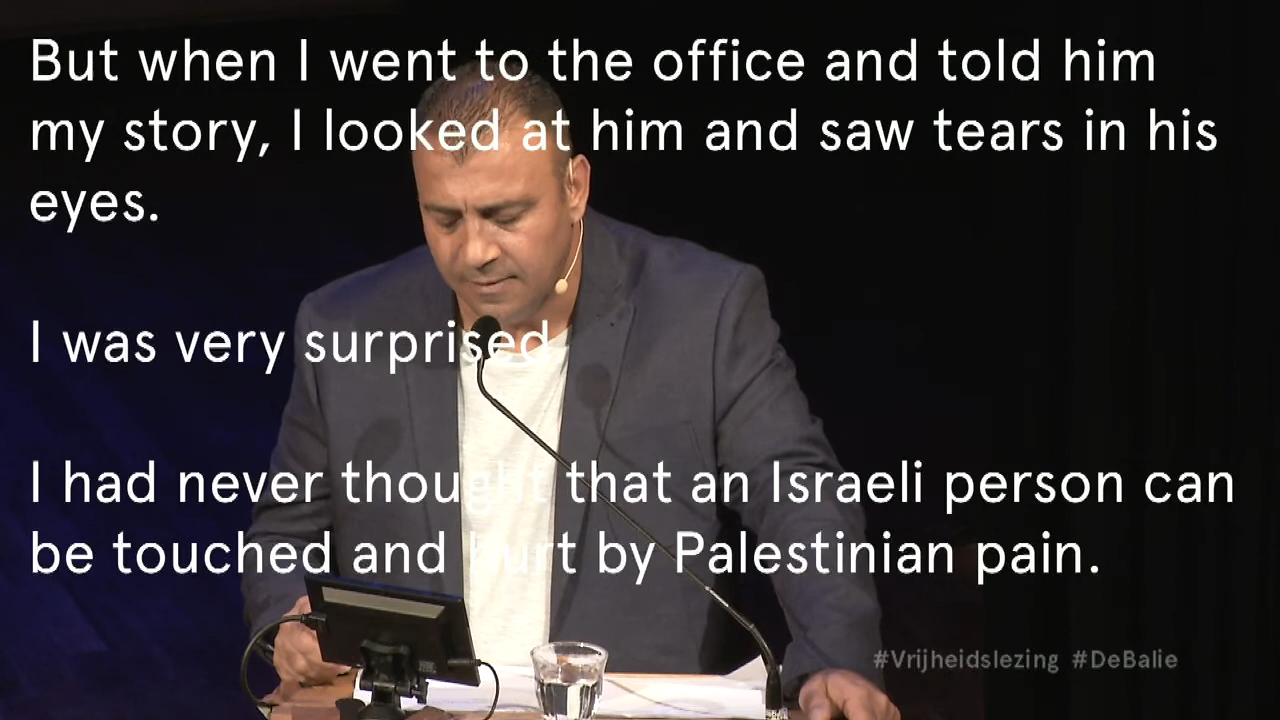 But when I went to the office and told him
my story, I looked at him and saw tears in his
eyes.
I was very surprised.
I had never thought that an Israeli person can
be touched and hurt by Palestinian pain.
#Vrijheidslezing #DeBalie